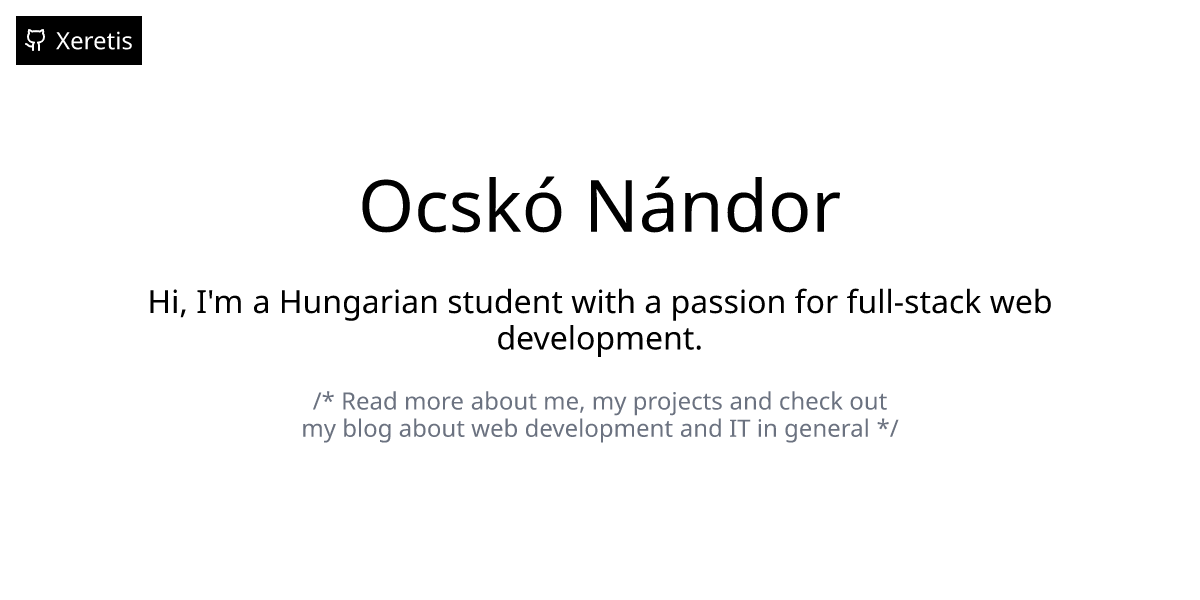 Xeretis
Ocskó Nándor
Hi, I'm a Hungarian student with a passion for full-stack web
development.
/* Read more about me, my projects and check out
my blog about web development and IT in general */